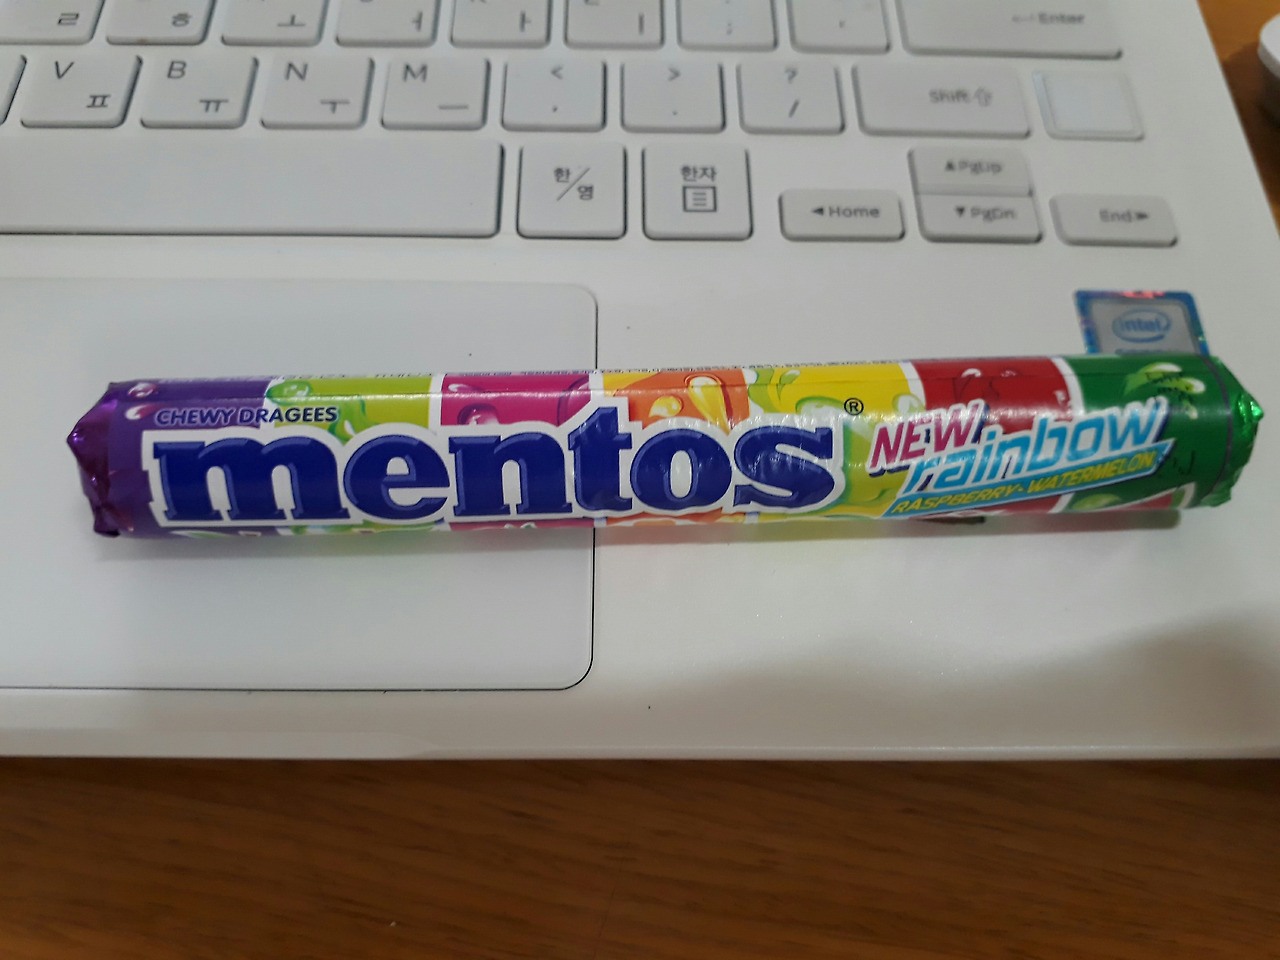 ㄹ ㅎ ㅗ ㅓ ㅏ ㅣ ; '
Enter
V B N M < > ?
ㅍ ㅠ ㅜ ㅡ , . /
Shift
한/영 한자
PgUp
Home PgDn End
intel
CHEWY DRAGEES
mentos®
NEW
rainbow
RASPBERRY-WATERMELON